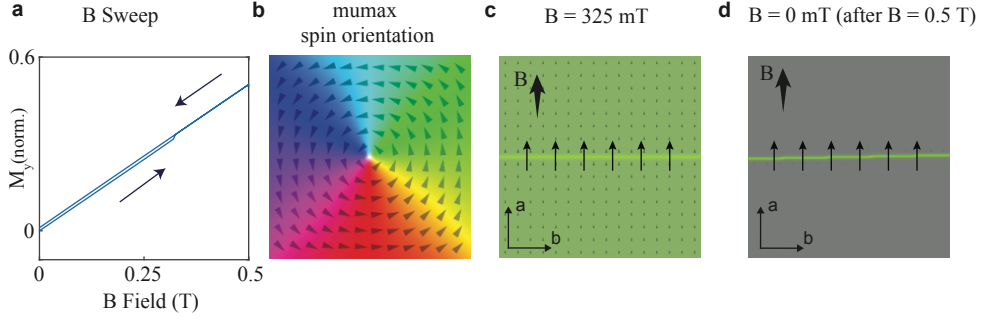 a
B Sweep
0.6
0
M_y (norm.)
0
0.25
0.5
B Field (T)
b
mumax
spin orientation
c
B = 325 mT
B
a
b
d
B = 0 mT (after B = 0.5 T)
B
a
b